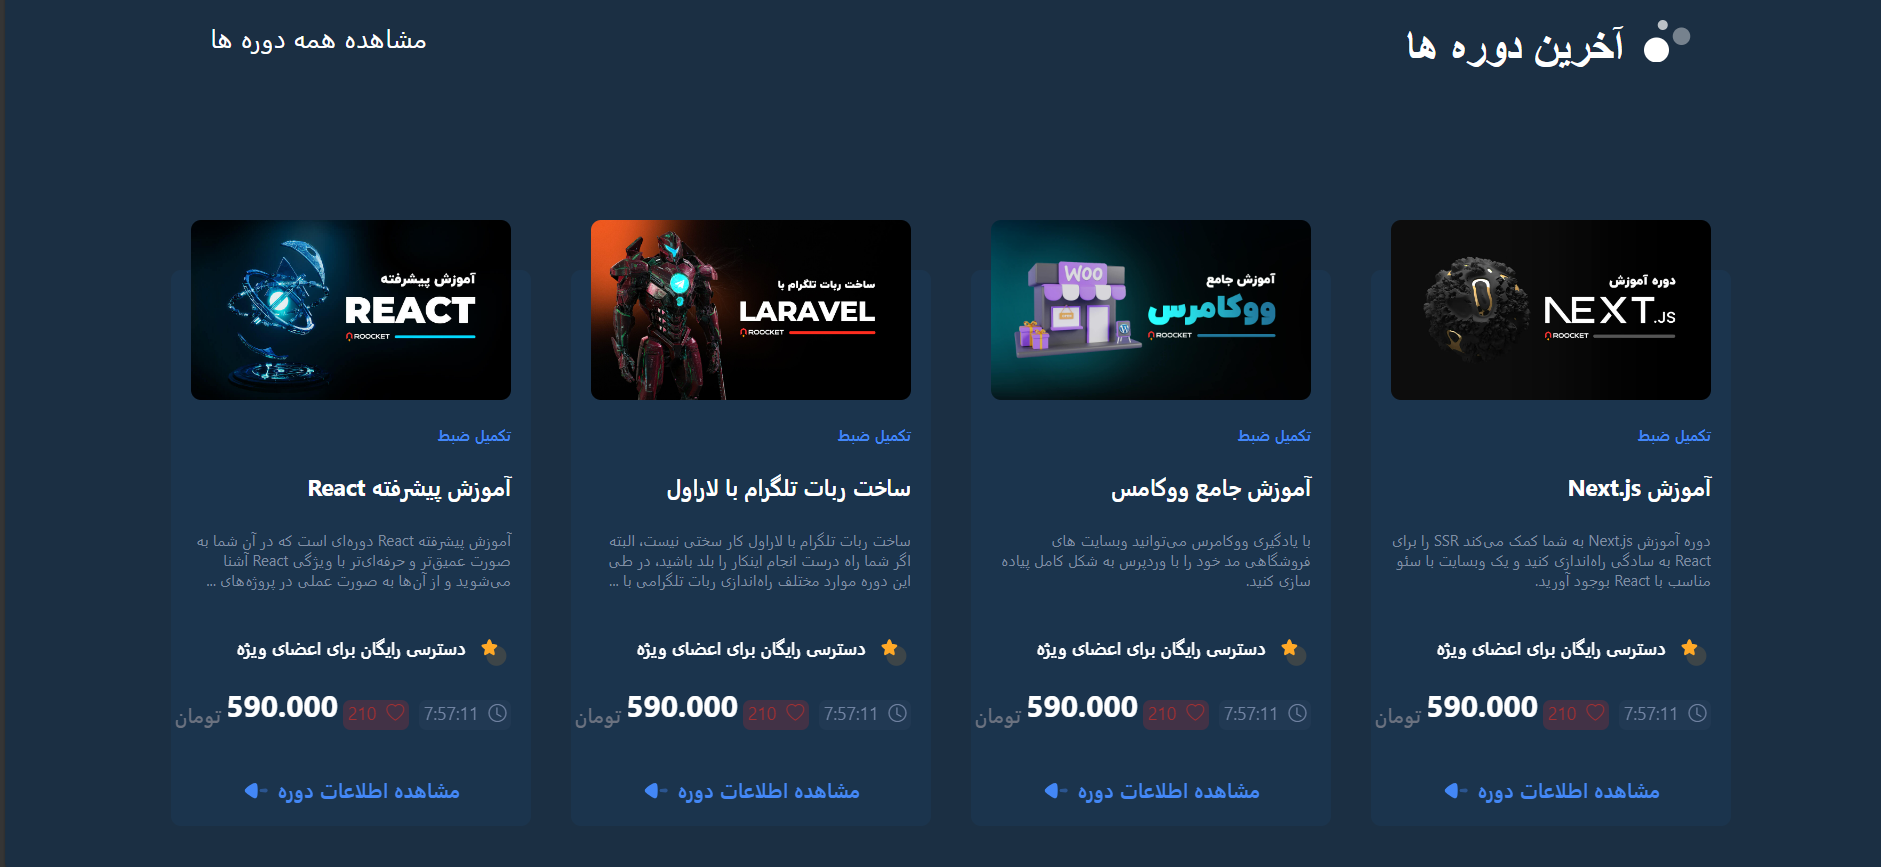 آخرین دوره ها
مشاهده همه دوره ها
دوره آموزش
NEXT.JS
ROOCKET
تکمیل ضبط
آموزش Next.js
دوره آموزش Next.js به شما کمک می‌کند SSR را برای
React به سادگی راه‌اندازی کنید و یک وبسایت با سئو
مناسب با React بوجود آورید.
دسترسی رایگان برای اعضای ویژه
7:57:11
210
590.000 تومان
مشاهده اطلاعات دوره
WOO
آموزش جامع
ووکامرس
ROOCKET
تکمیل ضبط
آموزش جامع ووکامس
با یادگیری ووکامرس می‌توانید وبسایت های
فروشگاهی مد خود را با وردپرس به شکل کامل پیاده
سازی کنید.
دسترسی رایگان برای اعضای ویژه
7:57:11
210
590.000 تومان
مشاهده اطلاعات دوره
ساخت ربات تلگرام با
LARAVEL
ROOCKET
تکمیل ضبط
ساخت ربات تلگرام با لاراول
ساخت ربات تلگرام با لاراول کار سختی نیست، البته
اگر شما راه درست انجام اینکار را بلد باشید، در طی
این دوره موارد مختلف راه‌اندازی ربات تلگرامی با ...
دسترسی رایگان برای اعضای ویژه
7:57:11
210
590.000 تومان
مشاهده اطلاعات دوره
آموزش پیشرفته
REACT
ROOCKET
تکمیل ضبط
آموزش پیشرفته React
آموزش پیشرفته React دوره‌ای است که در آن شما به
صورت عمیق‌تر و حرفه‌ای‌تر با ویژگی React آشنا
می‌شوید و از آن‌ها به صورت عملی در پروژه‌های ...
دسترسی رایگان برای اعضای ویژه
7:57:11
210
590.000 تومان
مشاهده اطلاعات دوره